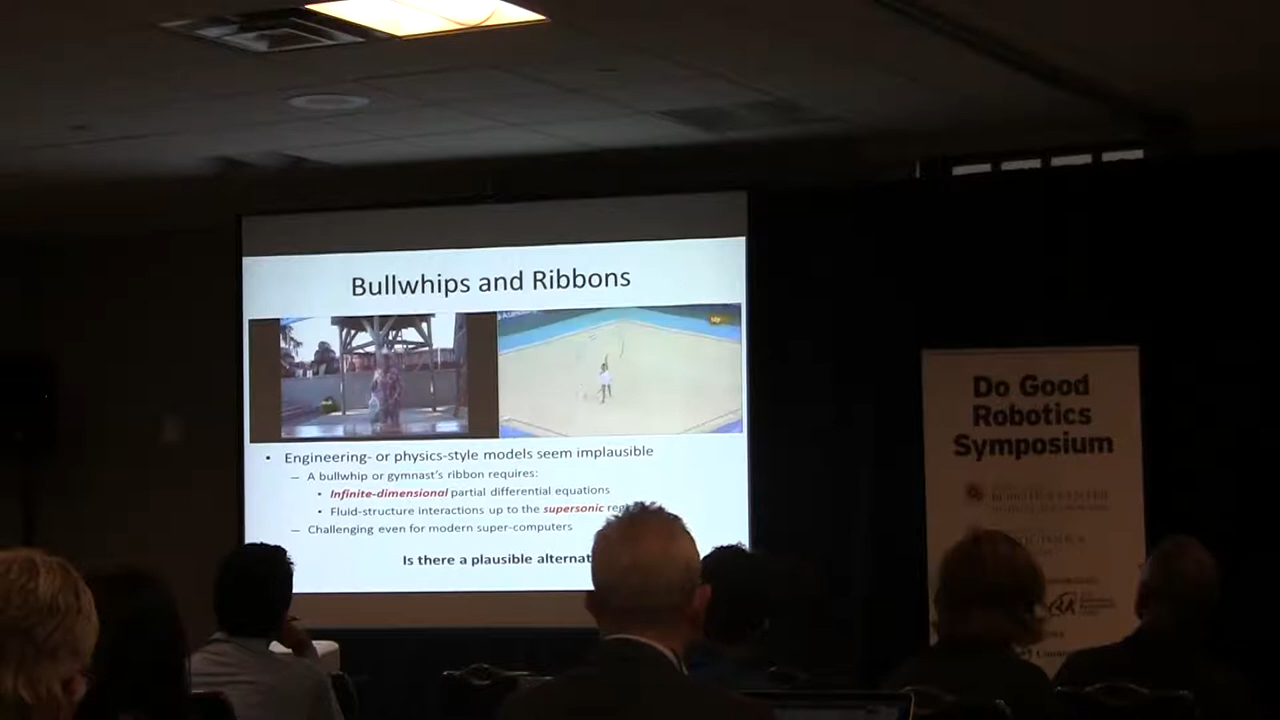 Bullwhips and Ribbons
• Engineering- or physics-style models seem implausible
– A bullwhip or gymnast's ribbon requires:
• Infinite-dimensional partial differential equations
• Fluid-structure interactions up to the supersonic
– Challenging even for modern super-computers
Is there a plausible
Do Good
Robotics
Symposium
ROBOTICS CENTER